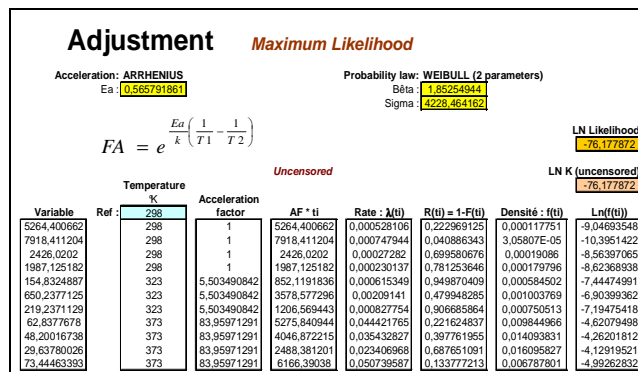 Adjustment Maximum Likelihood
Acceleration: ARRHENIUS Probability law: WEIBULL (2 parameters)
Ea : 0,565791861 Bêta : 1,85254944
Sigma : 4228,464162
FA = e^{Ea/k (1/T1 − 1/T2)}
LN Likelihood
-76,177872
Uncensored LN K (uncensored)
-76,177872
Temperature
°K Acceleration
Variable Ref : 298 factor AF * ti Rate : λ(ti) R(ti) = 1-F(ti) Densité : f(ti) Ln(f(ti))
5264,400662 298 1 5264,400662 0,000528106 0,222969125 0,000117751 -9,04693548
7918,411204 298 1 7918,411204 0,000747944 0,040886343 3,05807E-05 -10,3951422
2426,0202 298 1 2426,0202 0,00027282 0,699580676 0,00019086 -8,56397065
1987,125182 298 1 1987,125182 0,000230137 0,781253646 0,000179796 -8,62368938
154,8324887 323 5,503490842 852,1191836 0,000615349 0,949870409 0,000584502 -7,44474991
650,2377125 323 5,503490842 3578,577296 0,00209141 0,479948285 0,001003769 -6,90399362
219,2371129 323 5,503490842 1206,569443 0,000827754 0,906685864 0,000750513 -7,19475418
62,8377678 373 83,95971291 5275,840944 0,044421765 0,221624837 0,009844966 -4,62079498
48,20016738 373 83,95971291 4046,872215 0,035432827 0,397761955 0,014093831 -4,26201812
29,63780026 373 83,95971291 2488,381201 0,023406968 0,687651091 0,016095827 -4,12919521
73,44463393 373 83,95971291 6166,39038 0,050739587 0,133777213 0,006787801 -4,99262832